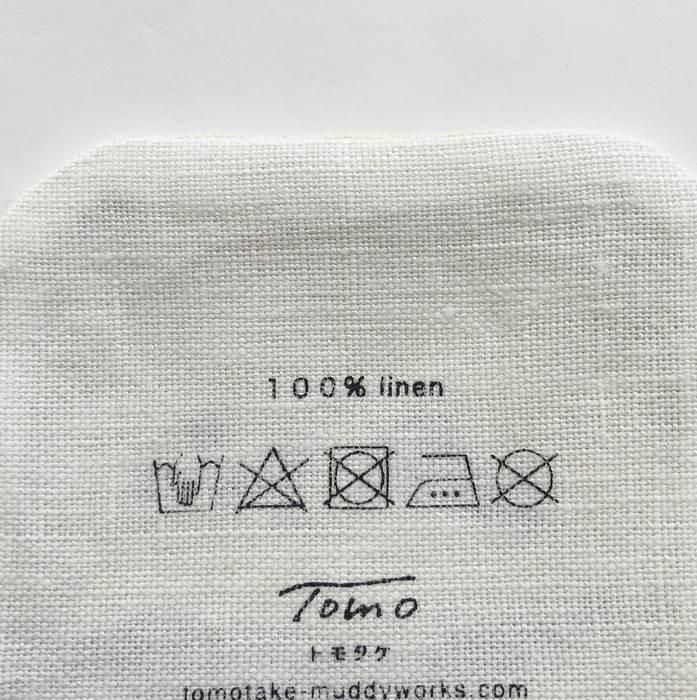 100% linen
Tomo
トモタケ
tomotake-muddyworks.com